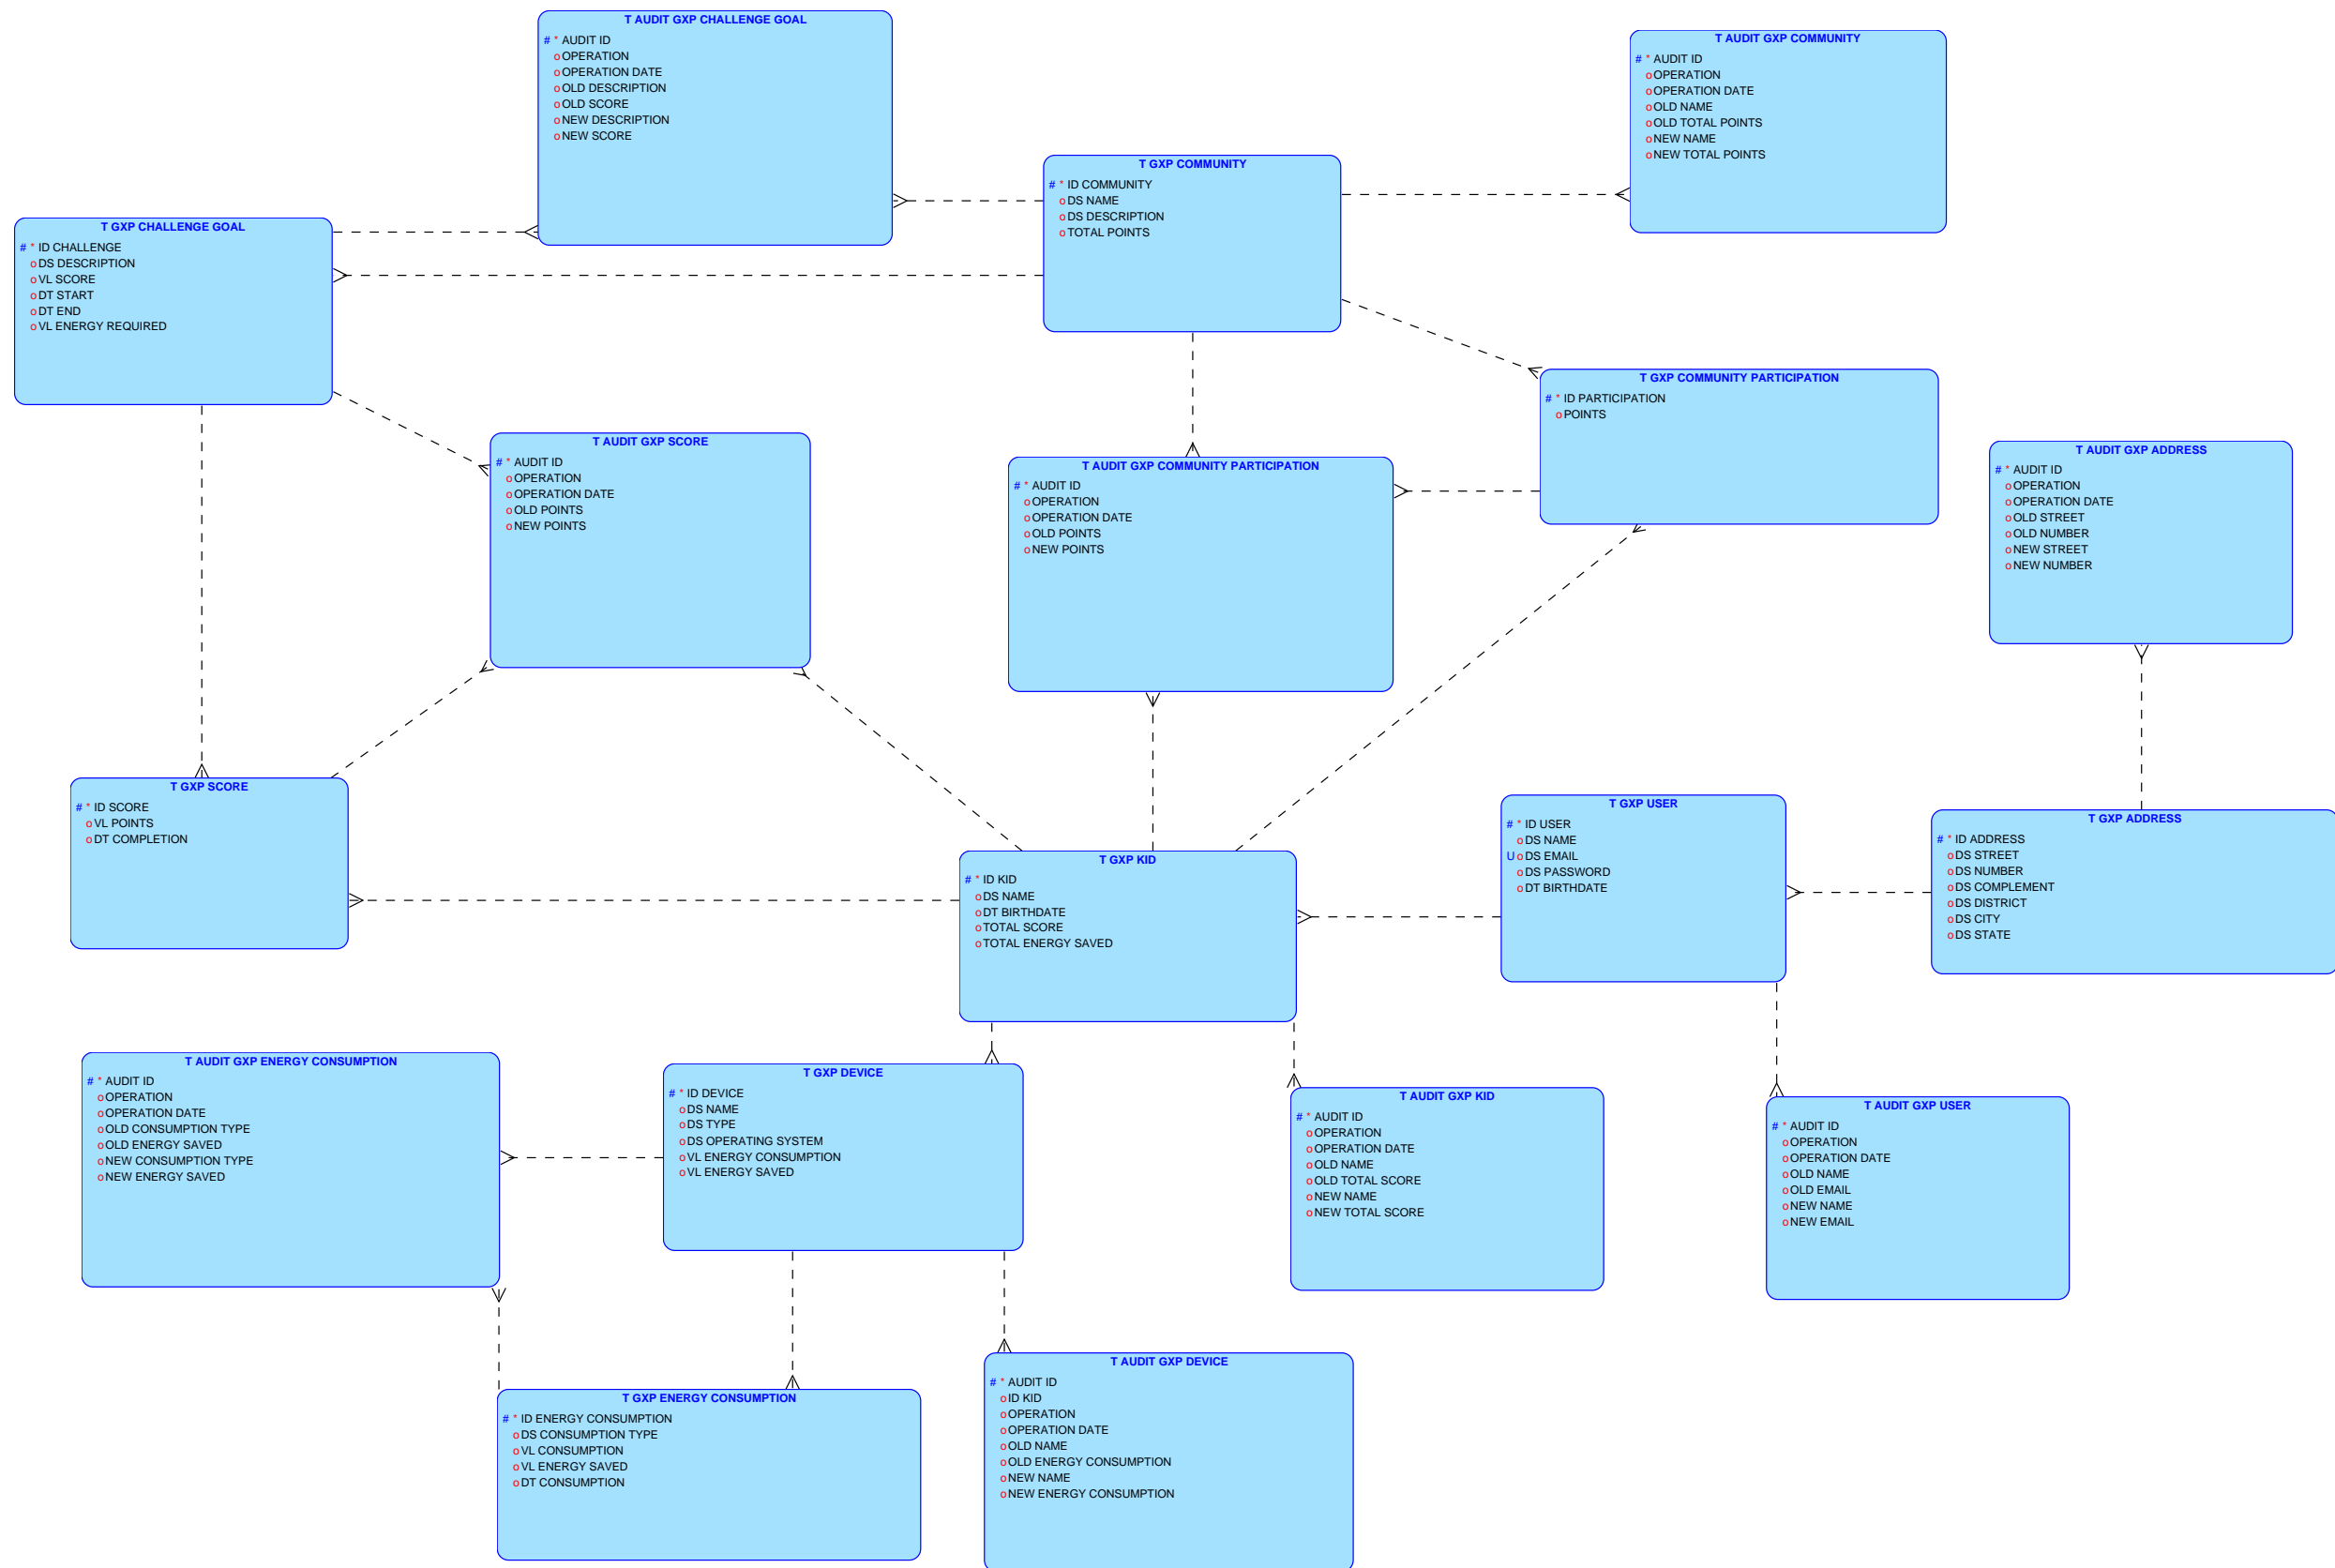 T AUDIT GXP CHALLENGE GOAL
# * AUDIT ID
o OPERATION
o OPERATION DATE
o OLD DESCRIPTION
o OLD SCORE
o NEW DESCRIPTION
o NEW SCORE
T AUDIT GXP COMMUNITY
# * AUDIT ID
o OPERATION
o OPERATION DATE
o OLD NAME
o OLD TOTAL POINTS
o NEW NAME
o NEW TOTAL POINTS
T GXP COMMUNITY
# * ID COMMUNITY
o DS NAME
o DS DESCRIPTION
o TOTAL POINTS
T GXP CHALLENGE GOAL
# * ID CHALLENGE
o DS DESCRIPTION
o VL SCORE
o DT START
o DT END
o VL ENERGY REQUIRED
T GXP COMMUNITY PARTICIPATION
# * ID PARTICIPATION
o POINTS
T AUDIT GXP SCORE
# * AUDIT ID
o OPERATION
o OPERATION DATE
o OLD POINTS
o NEW POINTS
T AUDIT GXP COMMUNITY PARTICIPATION
# * AUDIT ID
o OPERATION
o OPERATION DATE
o OLD POINTS
o NEW POINTS
T AUDIT GXP ADDRESS
# * AUDIT ID
o OPERATION
o OPERATION DATE
o OLD STREET
o OLD NUMBER
o NEW STREET
o NEW NUMBER
T GXP SCORE
# * ID SCORE
o VL POINTS
o DT COMPLETION
T GXP KID
# * ID KID
o DS NAME
o DT BIRTHDATE
o TOTAL SCORE
o TOTAL ENERGY SAVED
T GXP USER
# * ID USER
o DS NAME
U o DS EMAIL
o DS PASSWORD
o DT BIRTHDATE
T GXP ADDRESS
# * ID ADDRESS
o DS STREET
o DS NUMBER
o DS COMPLEMENT
o DS DISTRICT
o DS CITY
o DS STATE
T AUDIT GXP ENERGY CONSUMPTION
# * AUDIT ID
o OPERATION
o OPERATION DATE
o OLD CONSUMPTION TYPE
o OLD ENERGY SAVED
o NEW CONSUMPTION TYPE
o NEW ENERGY SAVED
T GXP DEVICE
# * ID DEVICE
o DS NAME
o DS TYPE
o DS OPERATING SYSTEM
o VL ENERGY CONSUMPTION
o VL ENERGY SAVED
T AUDIT GXP KID
# * AUDIT ID
o OPERATION
o OPERATION DATE
o OLD NAME
o OLD TOTAL SCORE
o NEW NAME
o NEW TOTAL SCORE
T AUDIT GXP USER
# * AUDIT ID
o OPERATION
o OPERATION DATE
o OLD NAME
o OLD EMAIL
o NEW NAME
o NEW EMAIL
T GXP ENERGY CONSUMPTION
# * ID ENERGY CONSUMPTION
o DS CONSUMPTION TYPE
o VL CONSUMPTION
o VL ENERGY SAVED
o DT CONSUMPTION
T AUDIT GXP DEVICE
# * AUDIT ID
o ID KID
o OPERATION
o OPERATION DATE
o OLD NAME
o OLD ENERGY CONSUMPTION
o NEW NAME
o NEW ENERGY CONSUMPTION